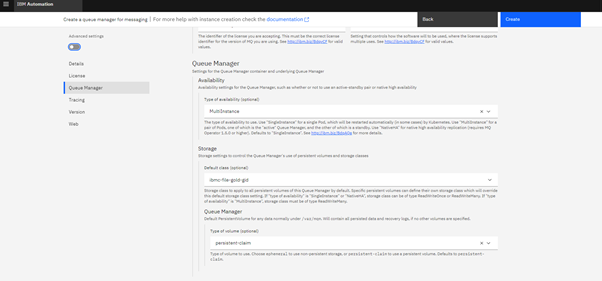 IBM Automation
Create a queue manager for messaging | For more help with instance creation check the documentation
Back
Create
Advanced settings
Details
License
Queue Manager
Tracing
Version
Web
The identifier of the license you are accepting. This must be the correct license
identifier for the version of MQ you are using. See
for valid
values.
Setting that controls how the software will to be used, where the license supports
multiple uses. See
for valid values.
Queue Manager
Settings for the Queue Manager container and underlying Queue Manager
Availability
Availability settings for the Queue Manager, such as whether or not to use an active-standby pair or native high availability
Type of availability (optional)
MultiInstance
The type of availability to use. Use "SingleInstance" for a single Pod, which will be restarted automatically (in some cases) by Kubernetes. Use "MultiInstance" for a
pair of Pods, one of which is the "active" Queue Manager, and the other of which is a standby. Use "NativeHA" for native high availability replication (requires MQ
Operator 1.6.0 or higher). Defaults to "SingleInstance". See
for more details.
Storage
Storage settings to control the Queue Manager's use of persistent volumes and storage classes
Default class (optional)
ibmc-file-gold-gid
Storage class to apply to all persistent volumes of this Queue Manager by default. Specific persistent volumes can define their own storage class which will override
this default storage class setting. If "type of availability" is "SingleInstance" or "NativeHA", storage class can be of type ReadWriteOnce or ReadWriteMany. If "type
of availability" is "MultiInstance", storage class must be of type ReadWriteMany.
Queue Manager
Default PersistentVolume for any data normally under /var/mqm. Will contain all persisted data and recovery logs, if no other volumes are specified.
Type of volume (optional)
persistent-claim
Type of volume to use. Choose ephemeral to use non-persistent storage, or persistent-claim to use a persistent volume. Defaults to persistent-
claim.